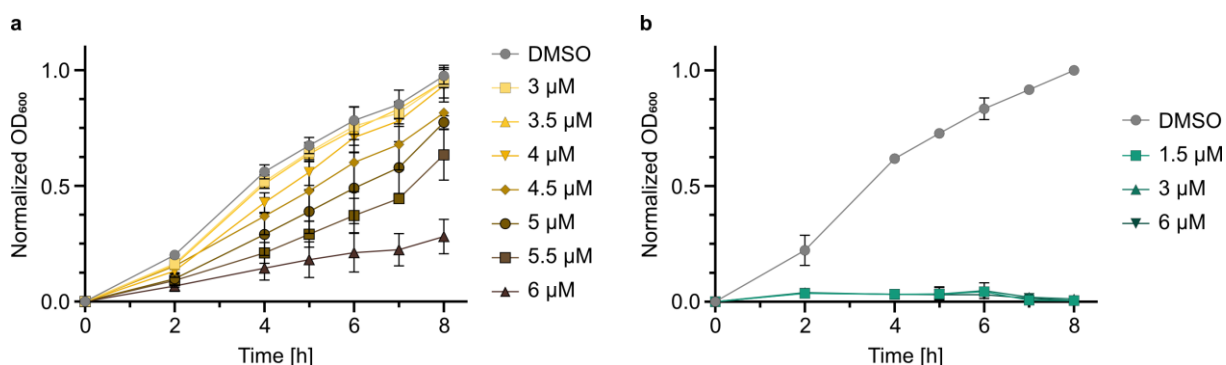 a
1.0
0.5
0.0
Normalized OD₆₀₀
0 2 4 6 8
Time [h]
DMSO
3 µM
3.5 µM
4 µM
4.5 µM
5 µM
5.5 µM
6 µM
b
1.0
0.5
0.0
Normalized OD₆₀₀
0 2 4 6 8
Time [h]
DMSO
1.5 µM
3 µM
6 µM